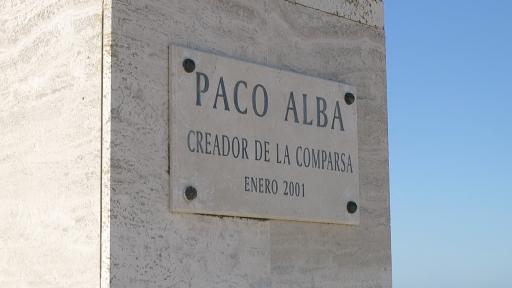 PACO ALBA
CREADOR DE LA COMPARSA
ENERO 2001